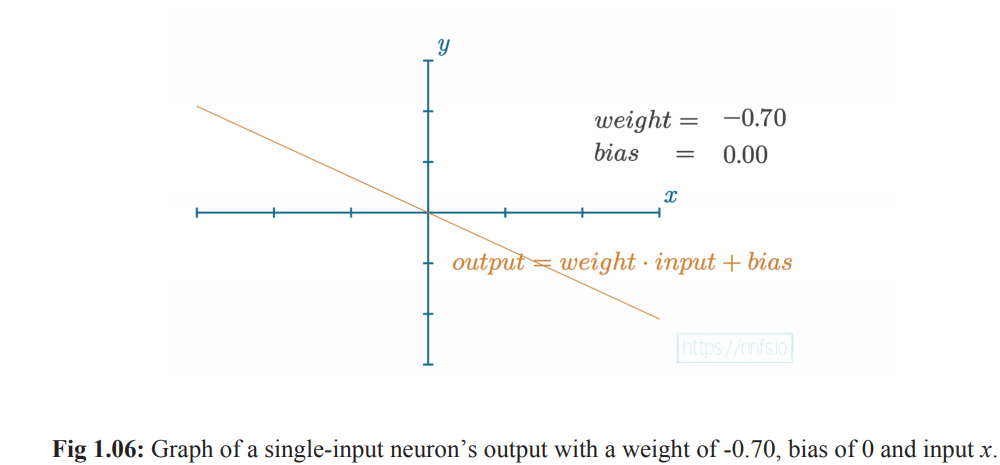 y
weight = −0.70
bias = 0.00
x
output = weight · input + bias
https://nnfs.io
Fig 1.06: Graph of a single-input neuron’s output with a weight of -0.70, bias of 0 and input x.